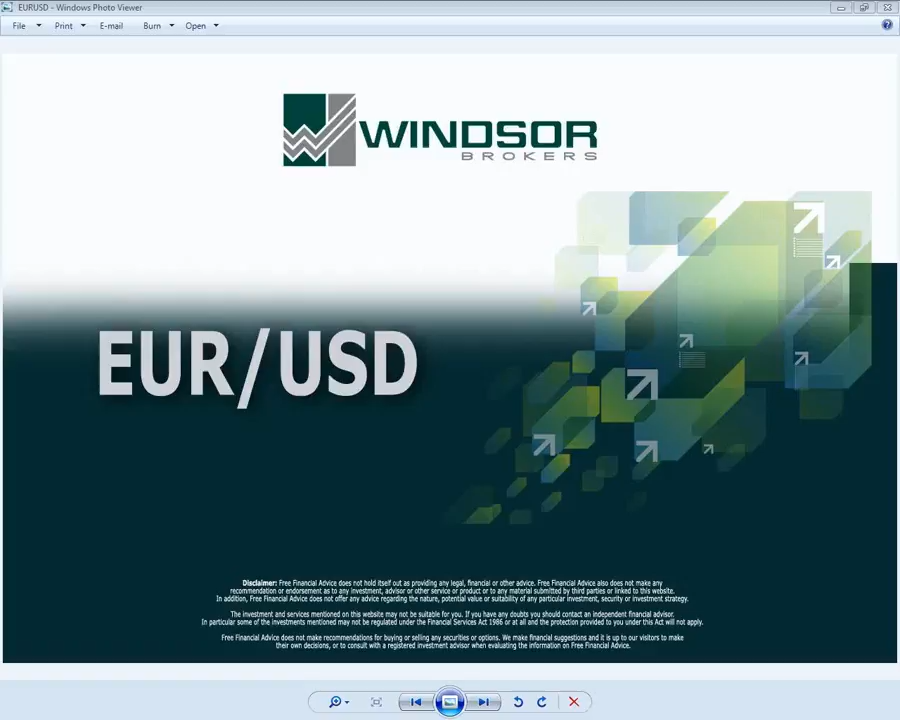 EURUSD - Windows Photo Viewer
File Print E-mail Burn Open
WINDSOR
BROKERS
EUR/USD
Disclaimer: Free Financial Advice does not hold itself out as providing any legal, financial or other advice. Free Financial Advice also does not make any
recommendation or endorsement as to any investment, advisor or other service or product or to any material submitted by third parties or linked to this website.
In addition, Free Financial Advice does not offer any advice regarding the nature, potential value or suitability of any particular investment, security or investment strategy.
The investment and services mentioned on this website may not be suitable for you. If you have any doubts you should contact an independent financial advisor.
In particular some of the investments mentioned may not be regulated under the Financial Services Act 1986 or at all and the protection provided to you under this Act will not apply.
Free Financial Advice does not make recommendations for buying or selling any securities or options. We make financial suggestions and it is up to our visitors to make
their own decisions, or to consult with a registered investment advisor when evaluating the information on Free Financial Advice.